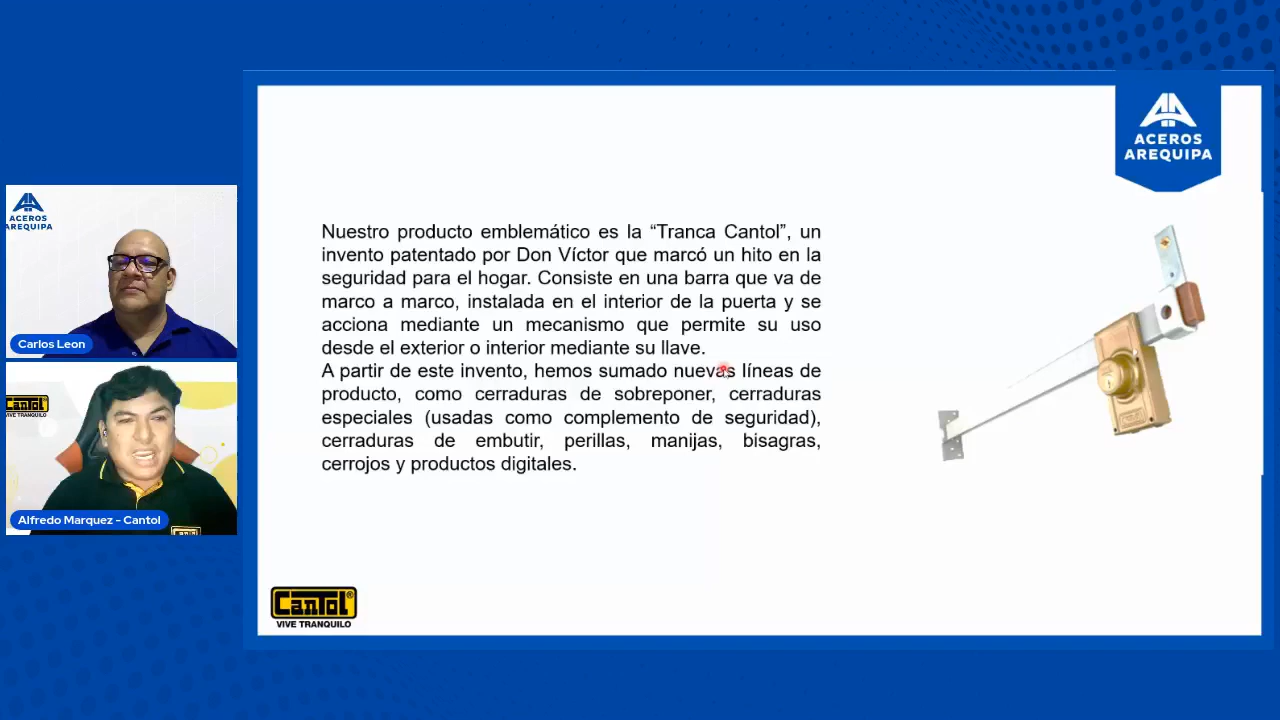 ACEROS
AREQUIPA
ACEROS
AREQUIPA
Carlos Leon
CANTOL
VIVE TRANQUILO
Alfredo Marquez - Cantol
Nuestro producto emblemático es la “Tranca Cantol”, un
invento patentado por Don Víctor que marcó un hito en la
seguridad para el hogar. Consiste en una barra que va de
marco a marco, instalada en el interior de la puerta y se
acciona mediante un mecanismo que permite su uso
desde el exterior o interior mediante su llave.
A partir de este invento, hemos sumado nuevas líneas de
producto, como cerraduras de sobreponer, cerraduras
especiales (usadas como complemento de seguridad),
cerraduras de embutir, perillas, manijas, bisagras,
cerrojos y productos digitales.
CanTol®
VIVE TRANQUILO